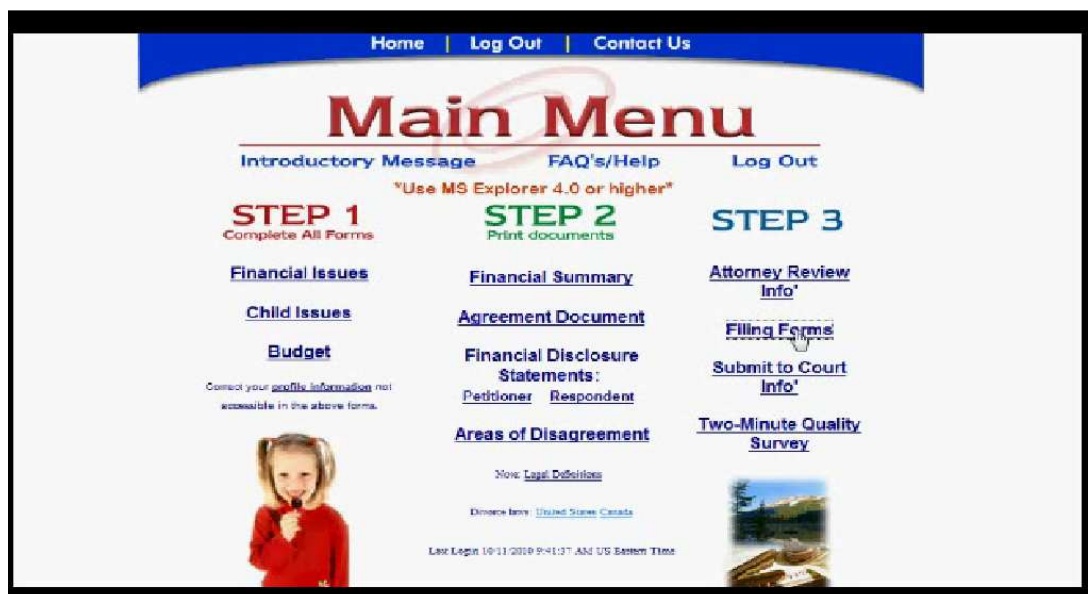 Home | Log Out | Contact Us
Main Menu
Introductory Message FAQ's/Help Log Out
*Use MS Explorer 4.0 or higher*
STEP 1
Complete All Forms
Financial Issues
Child Issues
Budget
Correct your profile information not
accessible in the above forms.
STEP 2
Print documents
Financial Summary
Agreement Document
Financial Disclosure
Statements:
Petitioner Respondent
Areas of Disagreement
Note: Legal Definitions
Divorce laws: United States Canada
Last Login 10/11/2010 9:41:37 AM US Eastern Time
STEP 3
Attorney Review
Info*
Filing Forms
Submit to Court
Info*
Two-Minute Quality
Survey